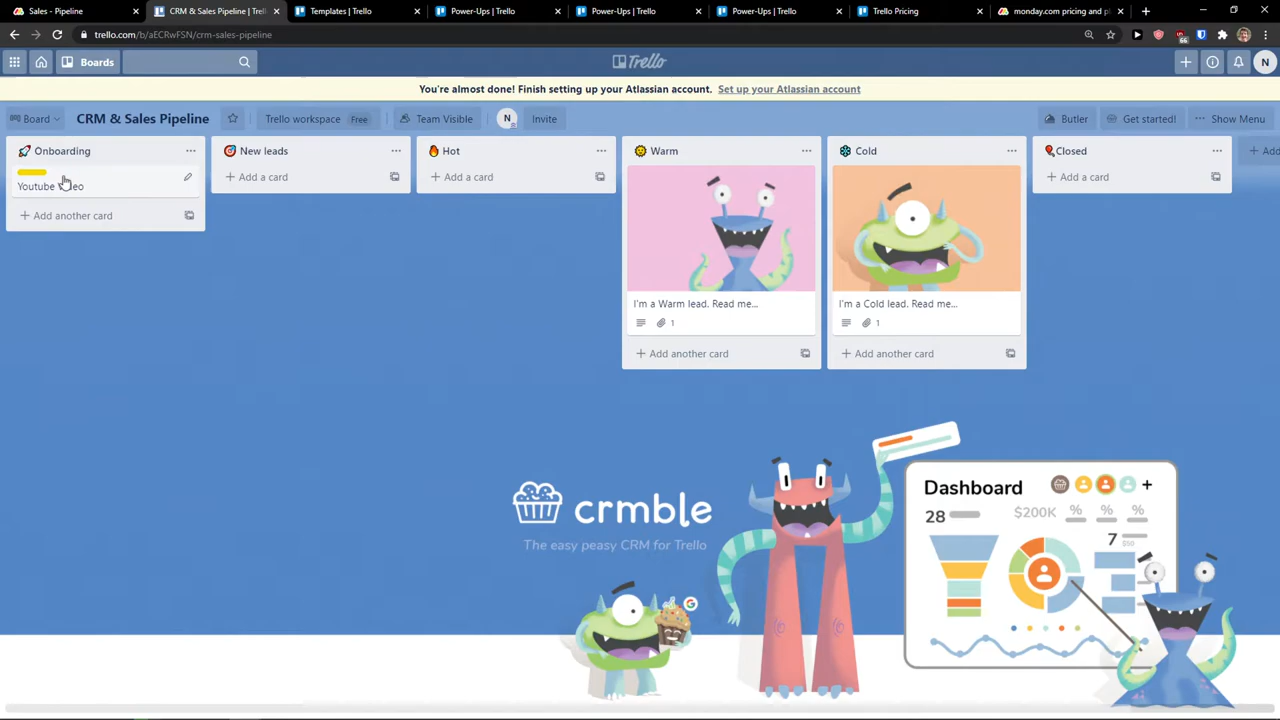 Sales - Pipeline
CRM & Sales Pipeline | Trell
Templates | Trello
Power-Ups | Trello
Power-Ups | Trello
Power-Ups | Trello
Trello Pricing
monday.com pricing and pl
trello.com/b/aECRwFSN/crm-sales-pipeline
66
Boards
Trello
N
You're almost done! Finish setting up your Atlassian account. Set up your Atlassian account
Board
CRM & Sales Pipeline
Trello workspace Free
Team Visible
N
Invite
Butler
Get started!
Show Menu
Onboarding
New leads
Hot
Warm
Cold
Closed
Add
Youtube Video
Add another card
Add a card
Add a card
Add a card
I'm a Warm lead. Read me...
1
Add another card
I'm a Cold lead. Read me...
1
Add another card
crmble
The easy peasy CRM for Trello
Dashboard
28
$200K
% % %
7